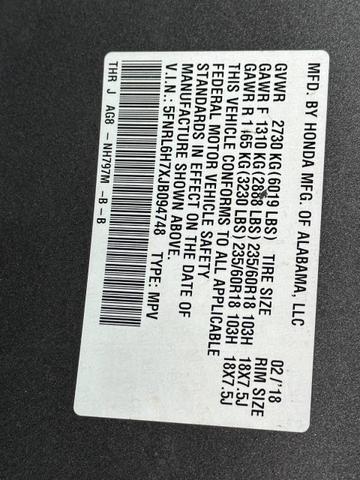 MFD. BY HONDA MFG. OF ALABAMA, LLC
02/'18
GVWR 2730 KG(6019 LBS) TIRE SIZE RIM SIZE
GAWR F 1310 KG(2888 LBS) 235/60R18 103H 18X7.5J
GAWR R 1465 KG(3230 LBS) 235/60R18 103H 18X7.5J
THIS VEHICLE CONFORMS TO ALL APPLICABLE
FEDERAL MOTOR VEHICLE SAFETY
STANDARDS IN EFFECT ON THE DATE OF
MANUFACTURE SHOWN ABOVE.
V.I.N.: 5FNRL6H7XJB094748 TYPE: MPV
THR J AG8 - NH797M -B -B